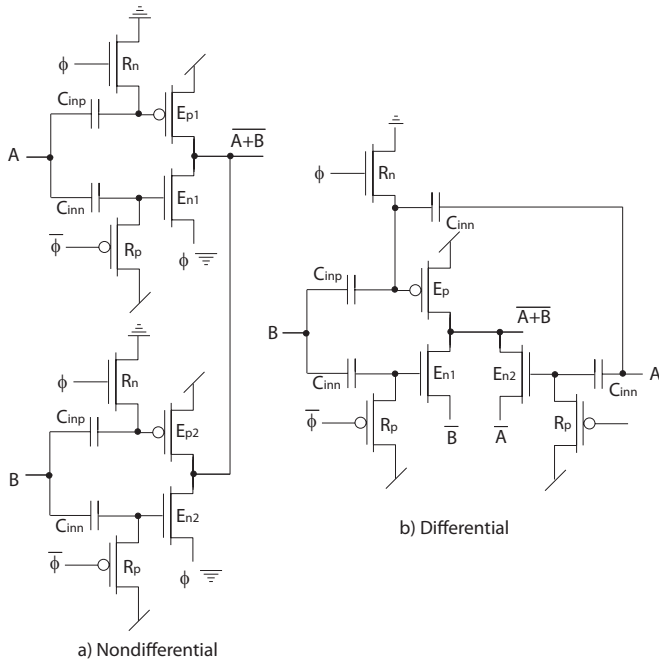 ϕ
Rn
Cinp
Ep1
A
A+B
Cinn
En1
ϕ
Rp
ϕ
Rn
ϕ
Cinp
Ep2
B
Cinn
En2
ϕ
Rp
ϕ
a) Nondifferential
Rn
ϕ
Cinn
Cinp
Ep
A+B
B
A
Cinn
En1
En2
Cinn
ϕ
Rp
B
A
Rp
b) Differential